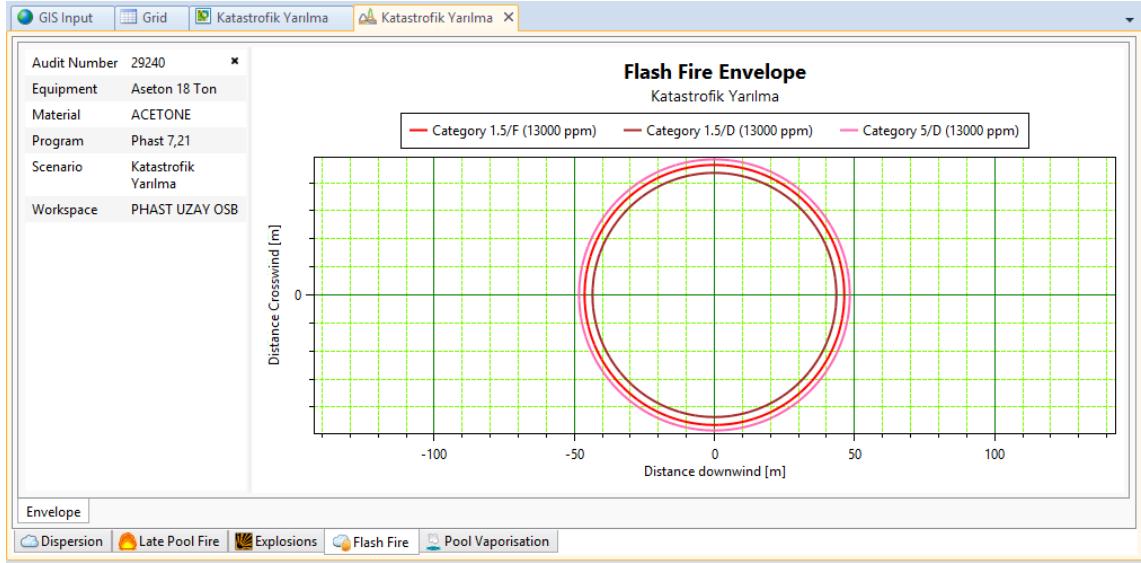 GIS Input
Grid
Katastrofik Yarılma
Katastrofik Yarılma
Audit Number 29240
Equipment Aseton 18 Ton
Material ACETONE
Program Phast 7,21
Scenario Katastrofik
Yarılma
Workspace PHAST UZAY OSB
Flash Fire Envelope
Katastrofik Yarılma
Category 1.5/F (13000 ppm)
Category 1.5/D (13000 ppm)
Category 5/D (13000 ppm)
Distance Crosswind [m]
0
-100 -50 0 50 100
Distance downwind [m]
Envelope
Dispersion
Late Pool Fire
Explosions
Flash Fire
Pool Vaporisation